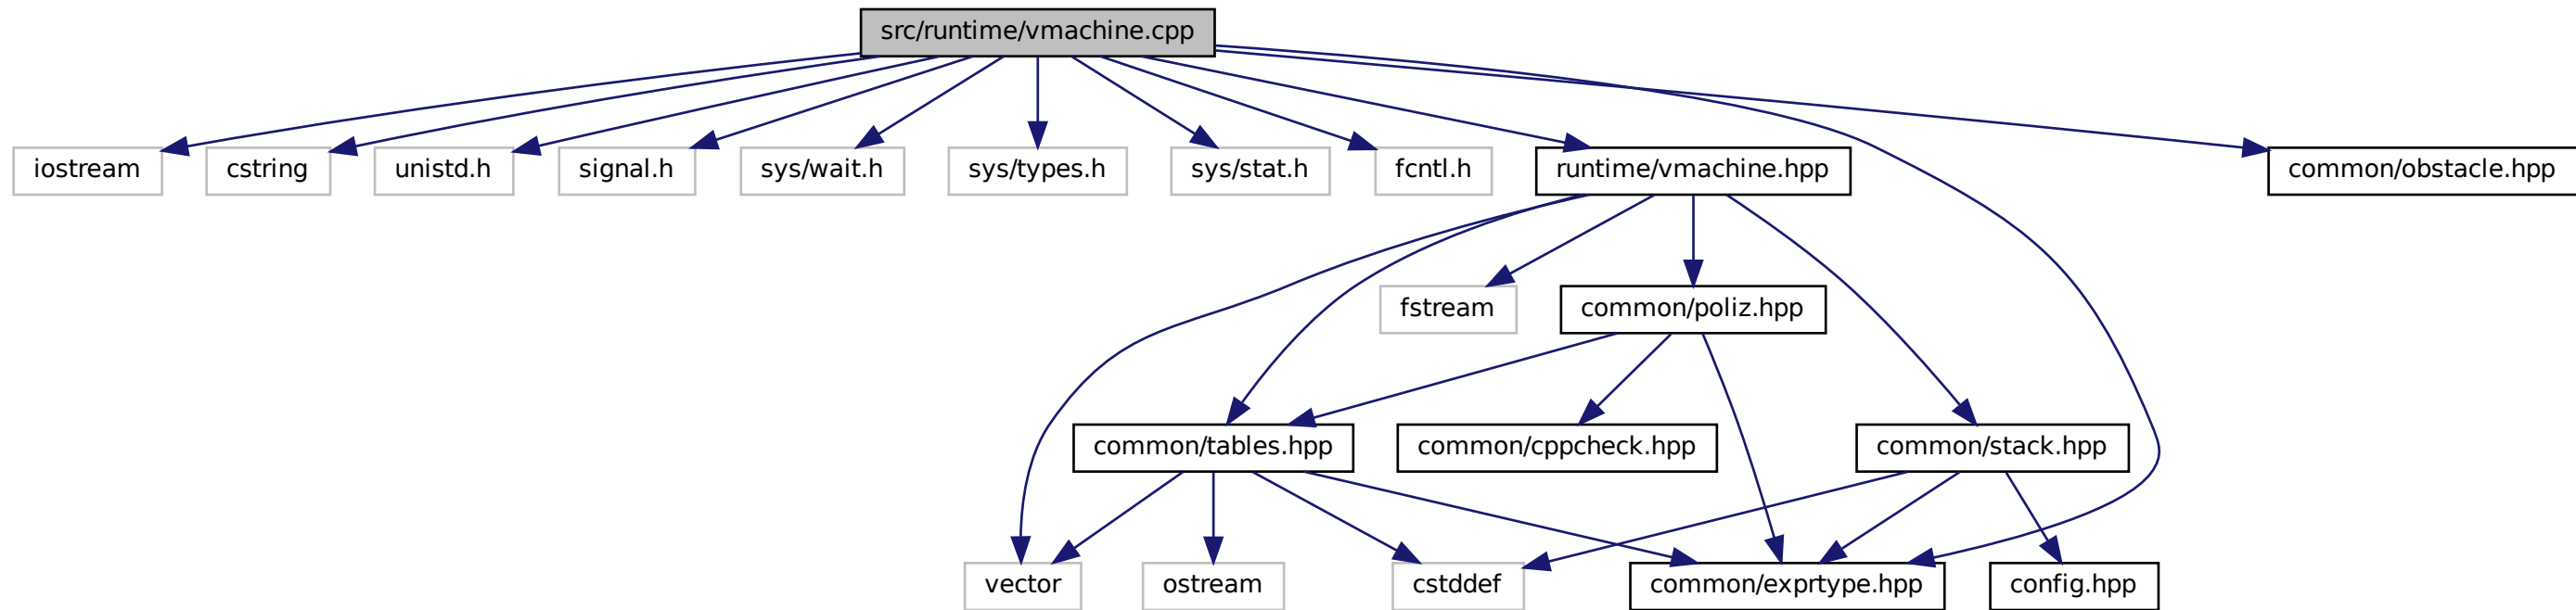 src/runtime/vmachine.cpp
iostream
cstring
unistd.h
signal.h
sys/wait.h
sys/types.h
sys/stat.h
fcntl.h
runtime/vmachine.hpp
common/obstacle.hpp
fstream
common/poliz.hpp
common/tables.hpp
common/cppcheck.hpp
common/stack.hpp
vector
ostream
cstddef
common/exprtype.hpp
config.hpp